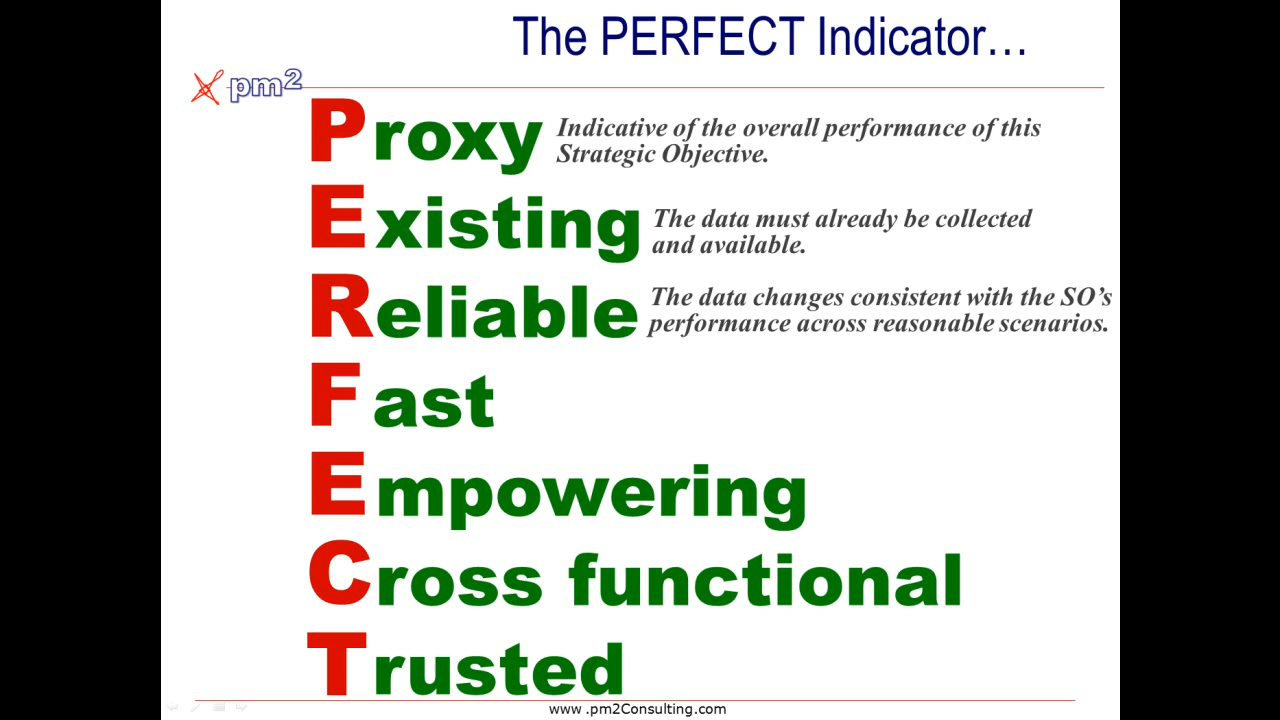 The PERFECT Indicator…
pm2
Proxy
Indicative of the overall performance of this
Strategic Objective.
Existing
The data must already be collected
and available.
Reliable
The data changes consistent with the SO’s
performance across reasonable scenarios.
Fast
Empowering
Cross functional
Trusted
www .pm2Consulting.com